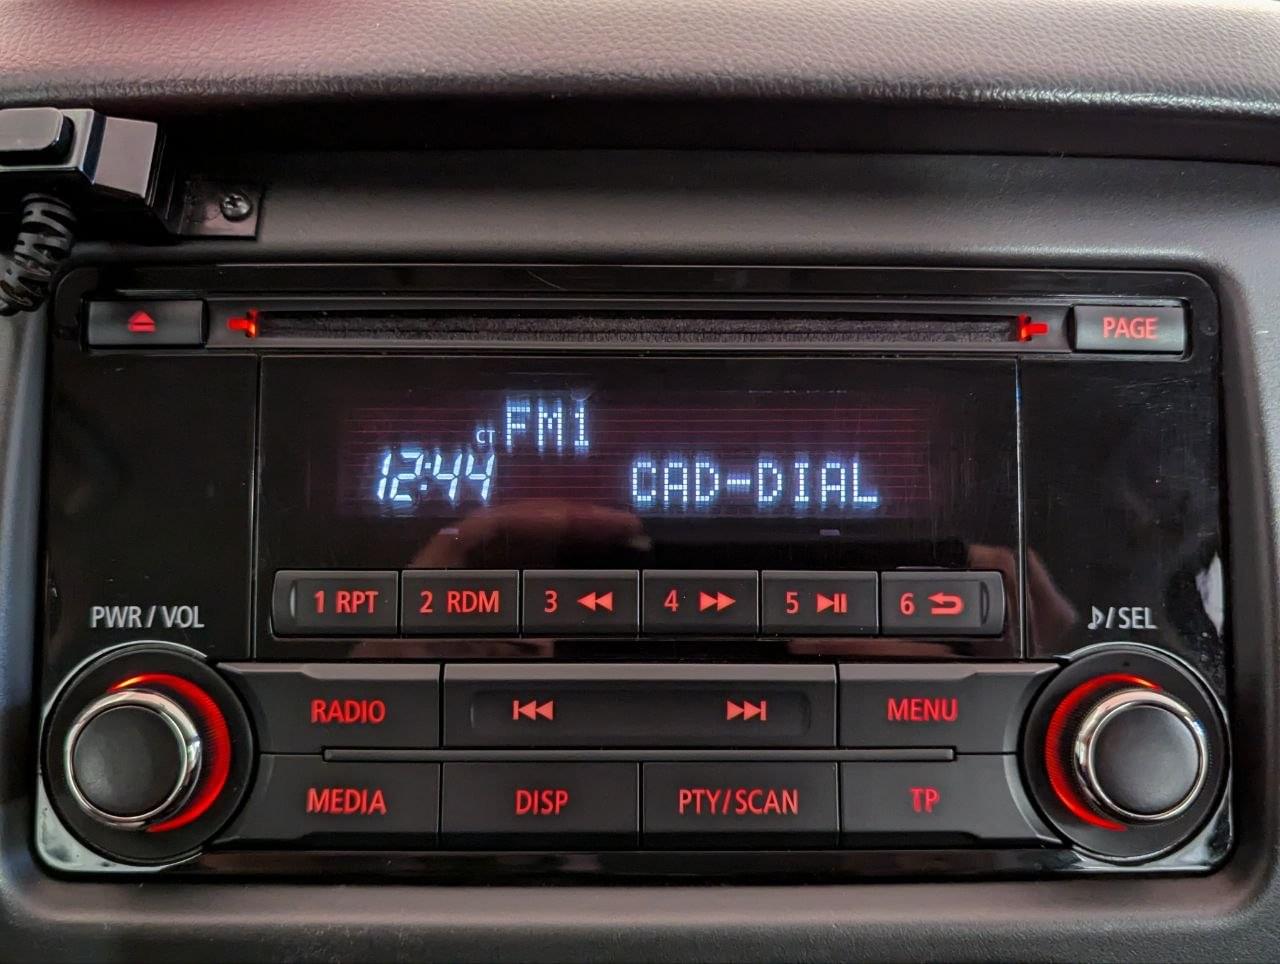 PAGE
FM1
CT
12:44 CAD-DIAL
1 RPT 2 RDM 3 4 5 6
PWR / VOL
/ SEL
RADIO MENU
MEDIA DISP PTY/SCAN TP